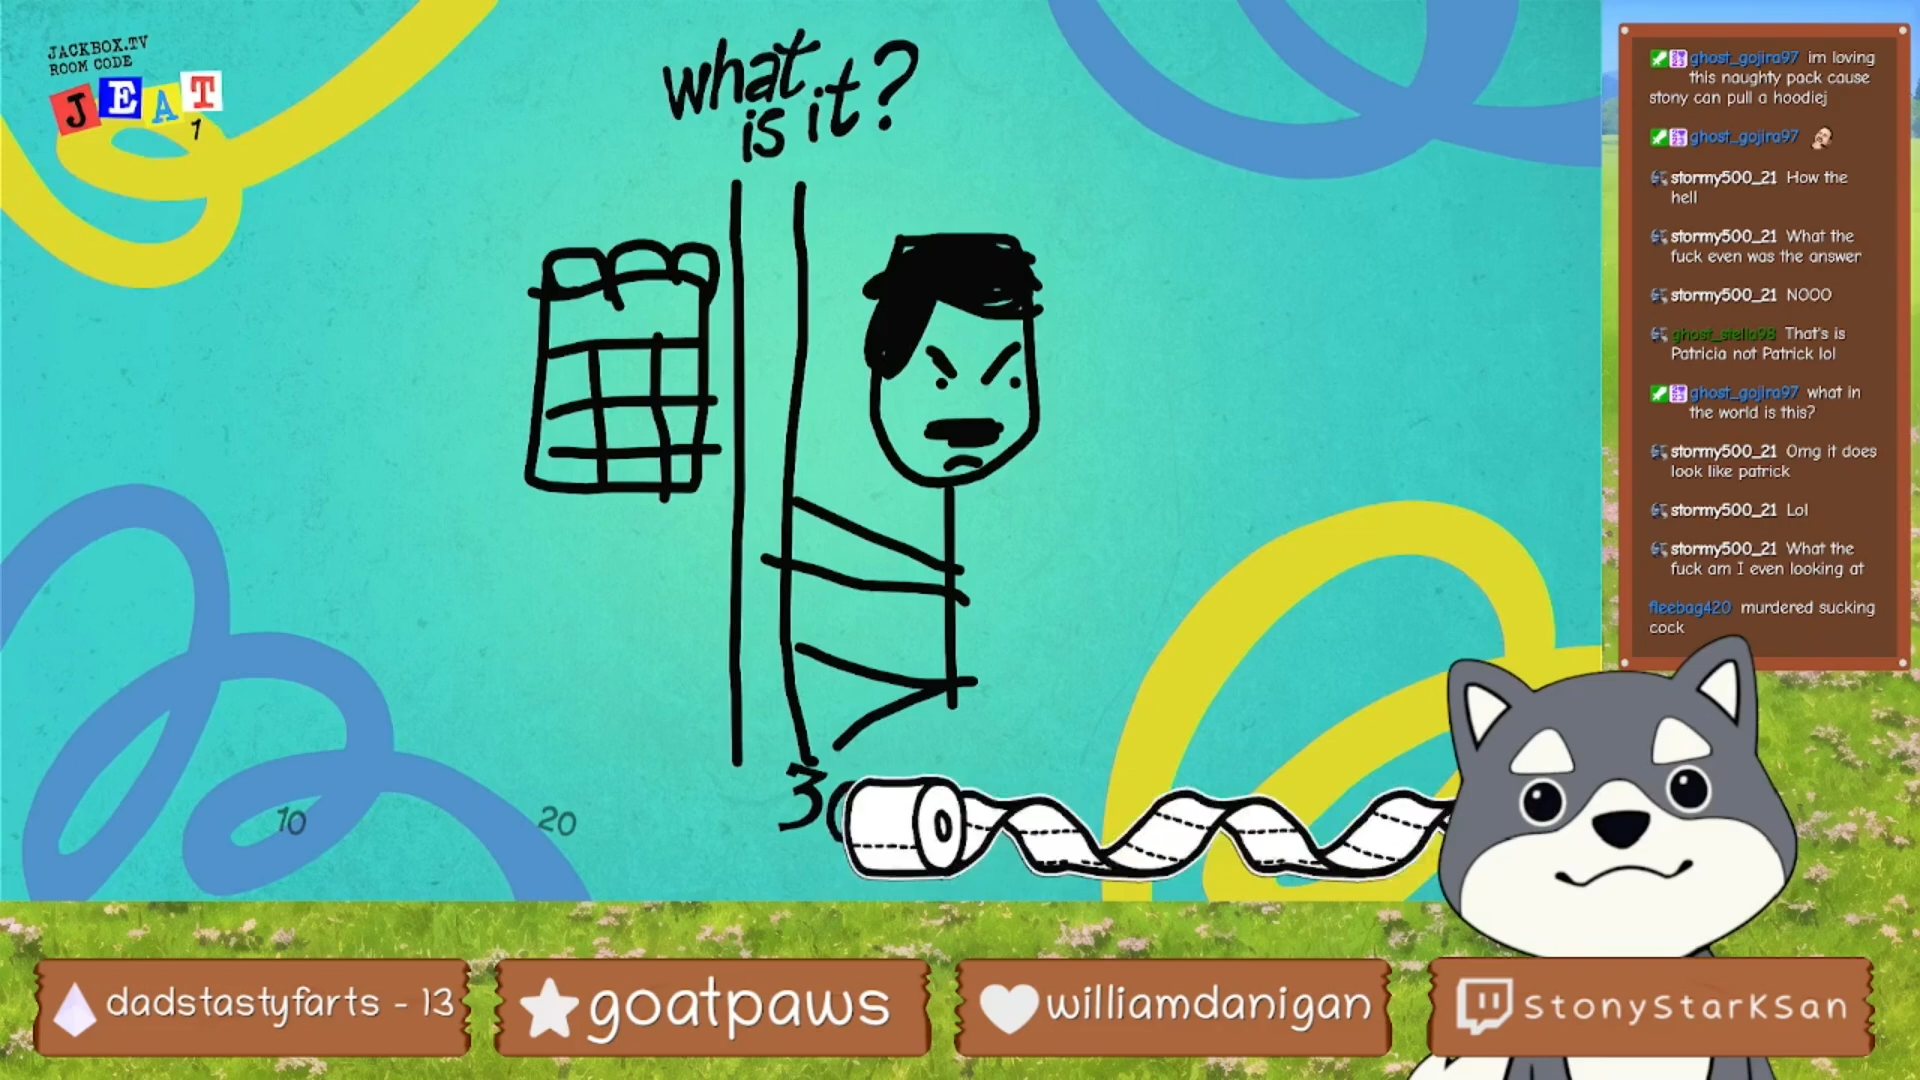 JACKBOX.TV
ROOM CODE
JEAT
1
what
is it?
10
20
3
ghost_gojira97 im loving
this naughty pack cause
stony can pull a hoodiej
ghost_gojira97
stormy500_21 How the
hell
stormy500_21 What the
fuck even was the answer
stormy500_21 NOOO
ghost_stella98 That's is
Patricia not Patrick lol
ghost_gojira97 what in
the world is this?
stormy500_21 Omg it does
look like patrick
stormy500_21 Lol
stormy500_21 What the
fuck am I even looking at
fleebag420 murdered sucking
cock
dadstastyfarts - 13
goatpaws
williamdanigan
StonyStarKSan